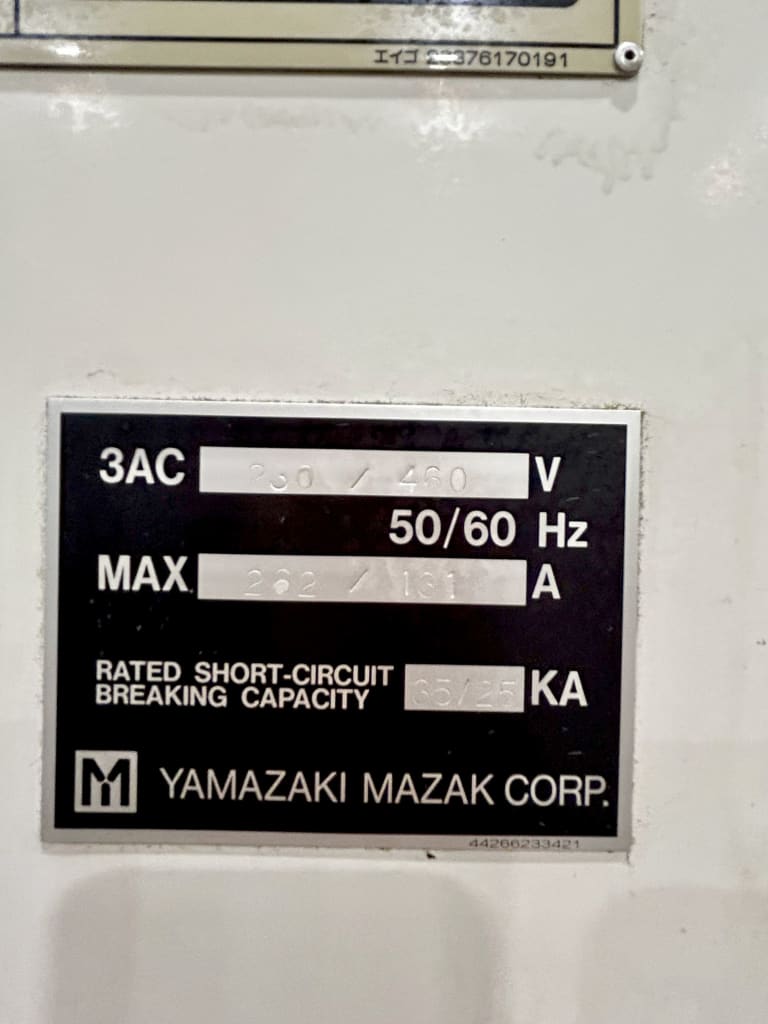 エイゴ 23376170191
3AC 230 / 460 V
50/60 Hz
MAX 262 / 131 A
RATED SHORT-CIRCUIT
BREAKING CAPACITY 35/25 KA
YAMAZAKI MAZAK CORP.
44266233421